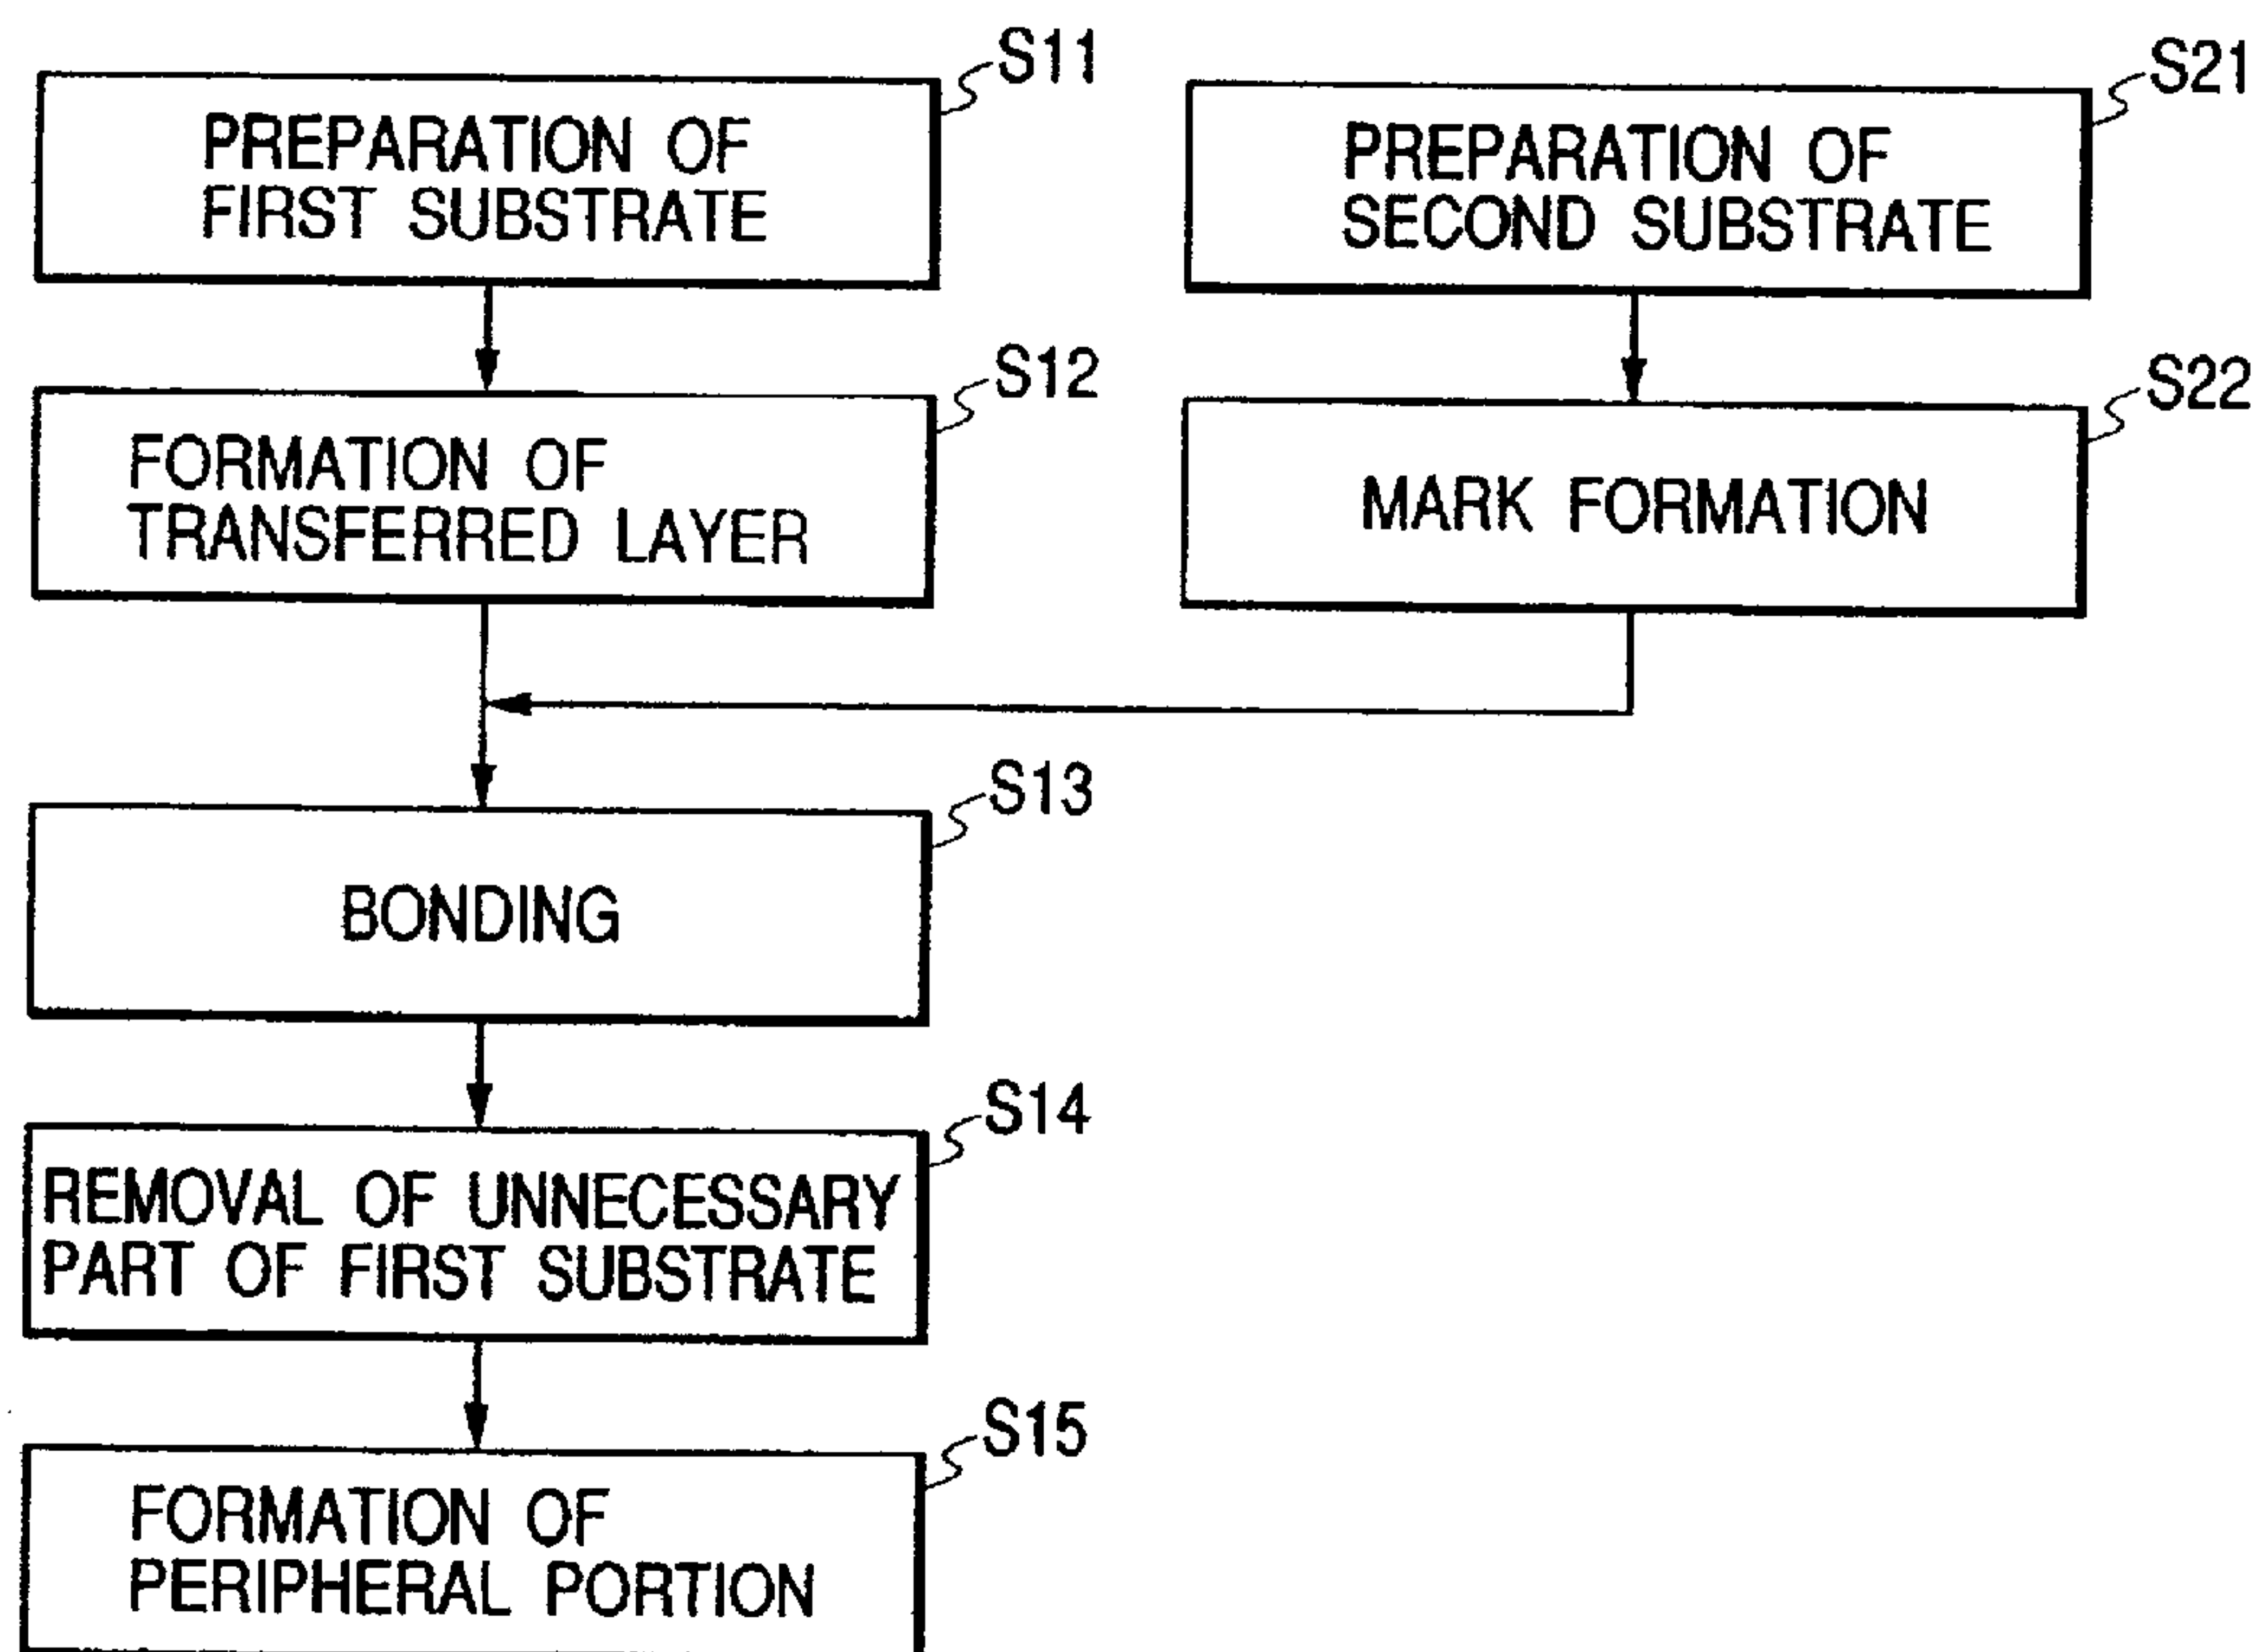 S11
PREPARATION OF
FIRST SUBSTRATE
S21
PREPARATION OF
SECOND SUBSTRATE
S12
FORMATION OF
TRANSFERRED LAYER
S22
MARK FORMATION
S13
BONDING
S14
REMOVAL OF UNNECESSARY
PART OF FIRST SUBSTRATE
S15
FORMATION OF
PERIPHERAL PORTION